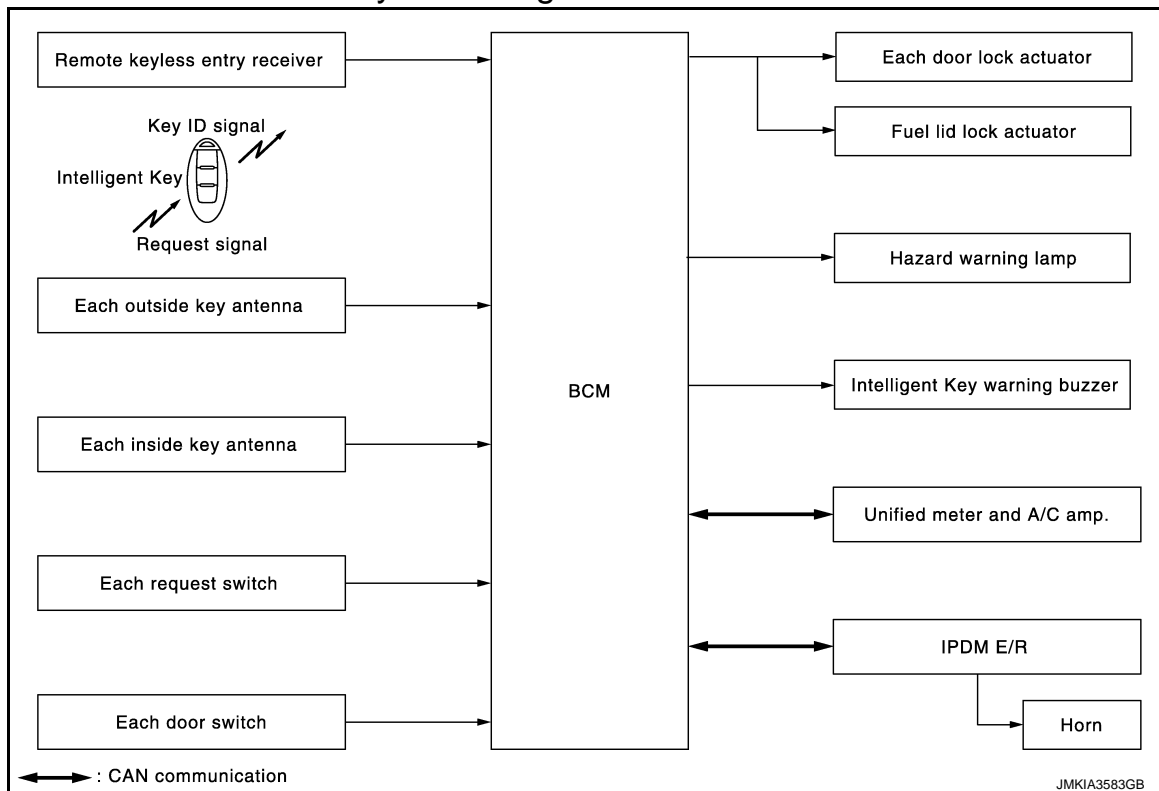 Remote keyless entry receiver
Key ID signal
Intelligent Key
Request signal
Each outside key antenna
Each inside key antenna
Each request switch
Each door switch
: CAN communication
BCM
Each door lock actuator
Fuel lid lock actuator
Hazard warning lamp
Intelligent Key warning buzzer
Unified meter and A/C amp.
IPDM E/R
Horn
JMKIA3583GB